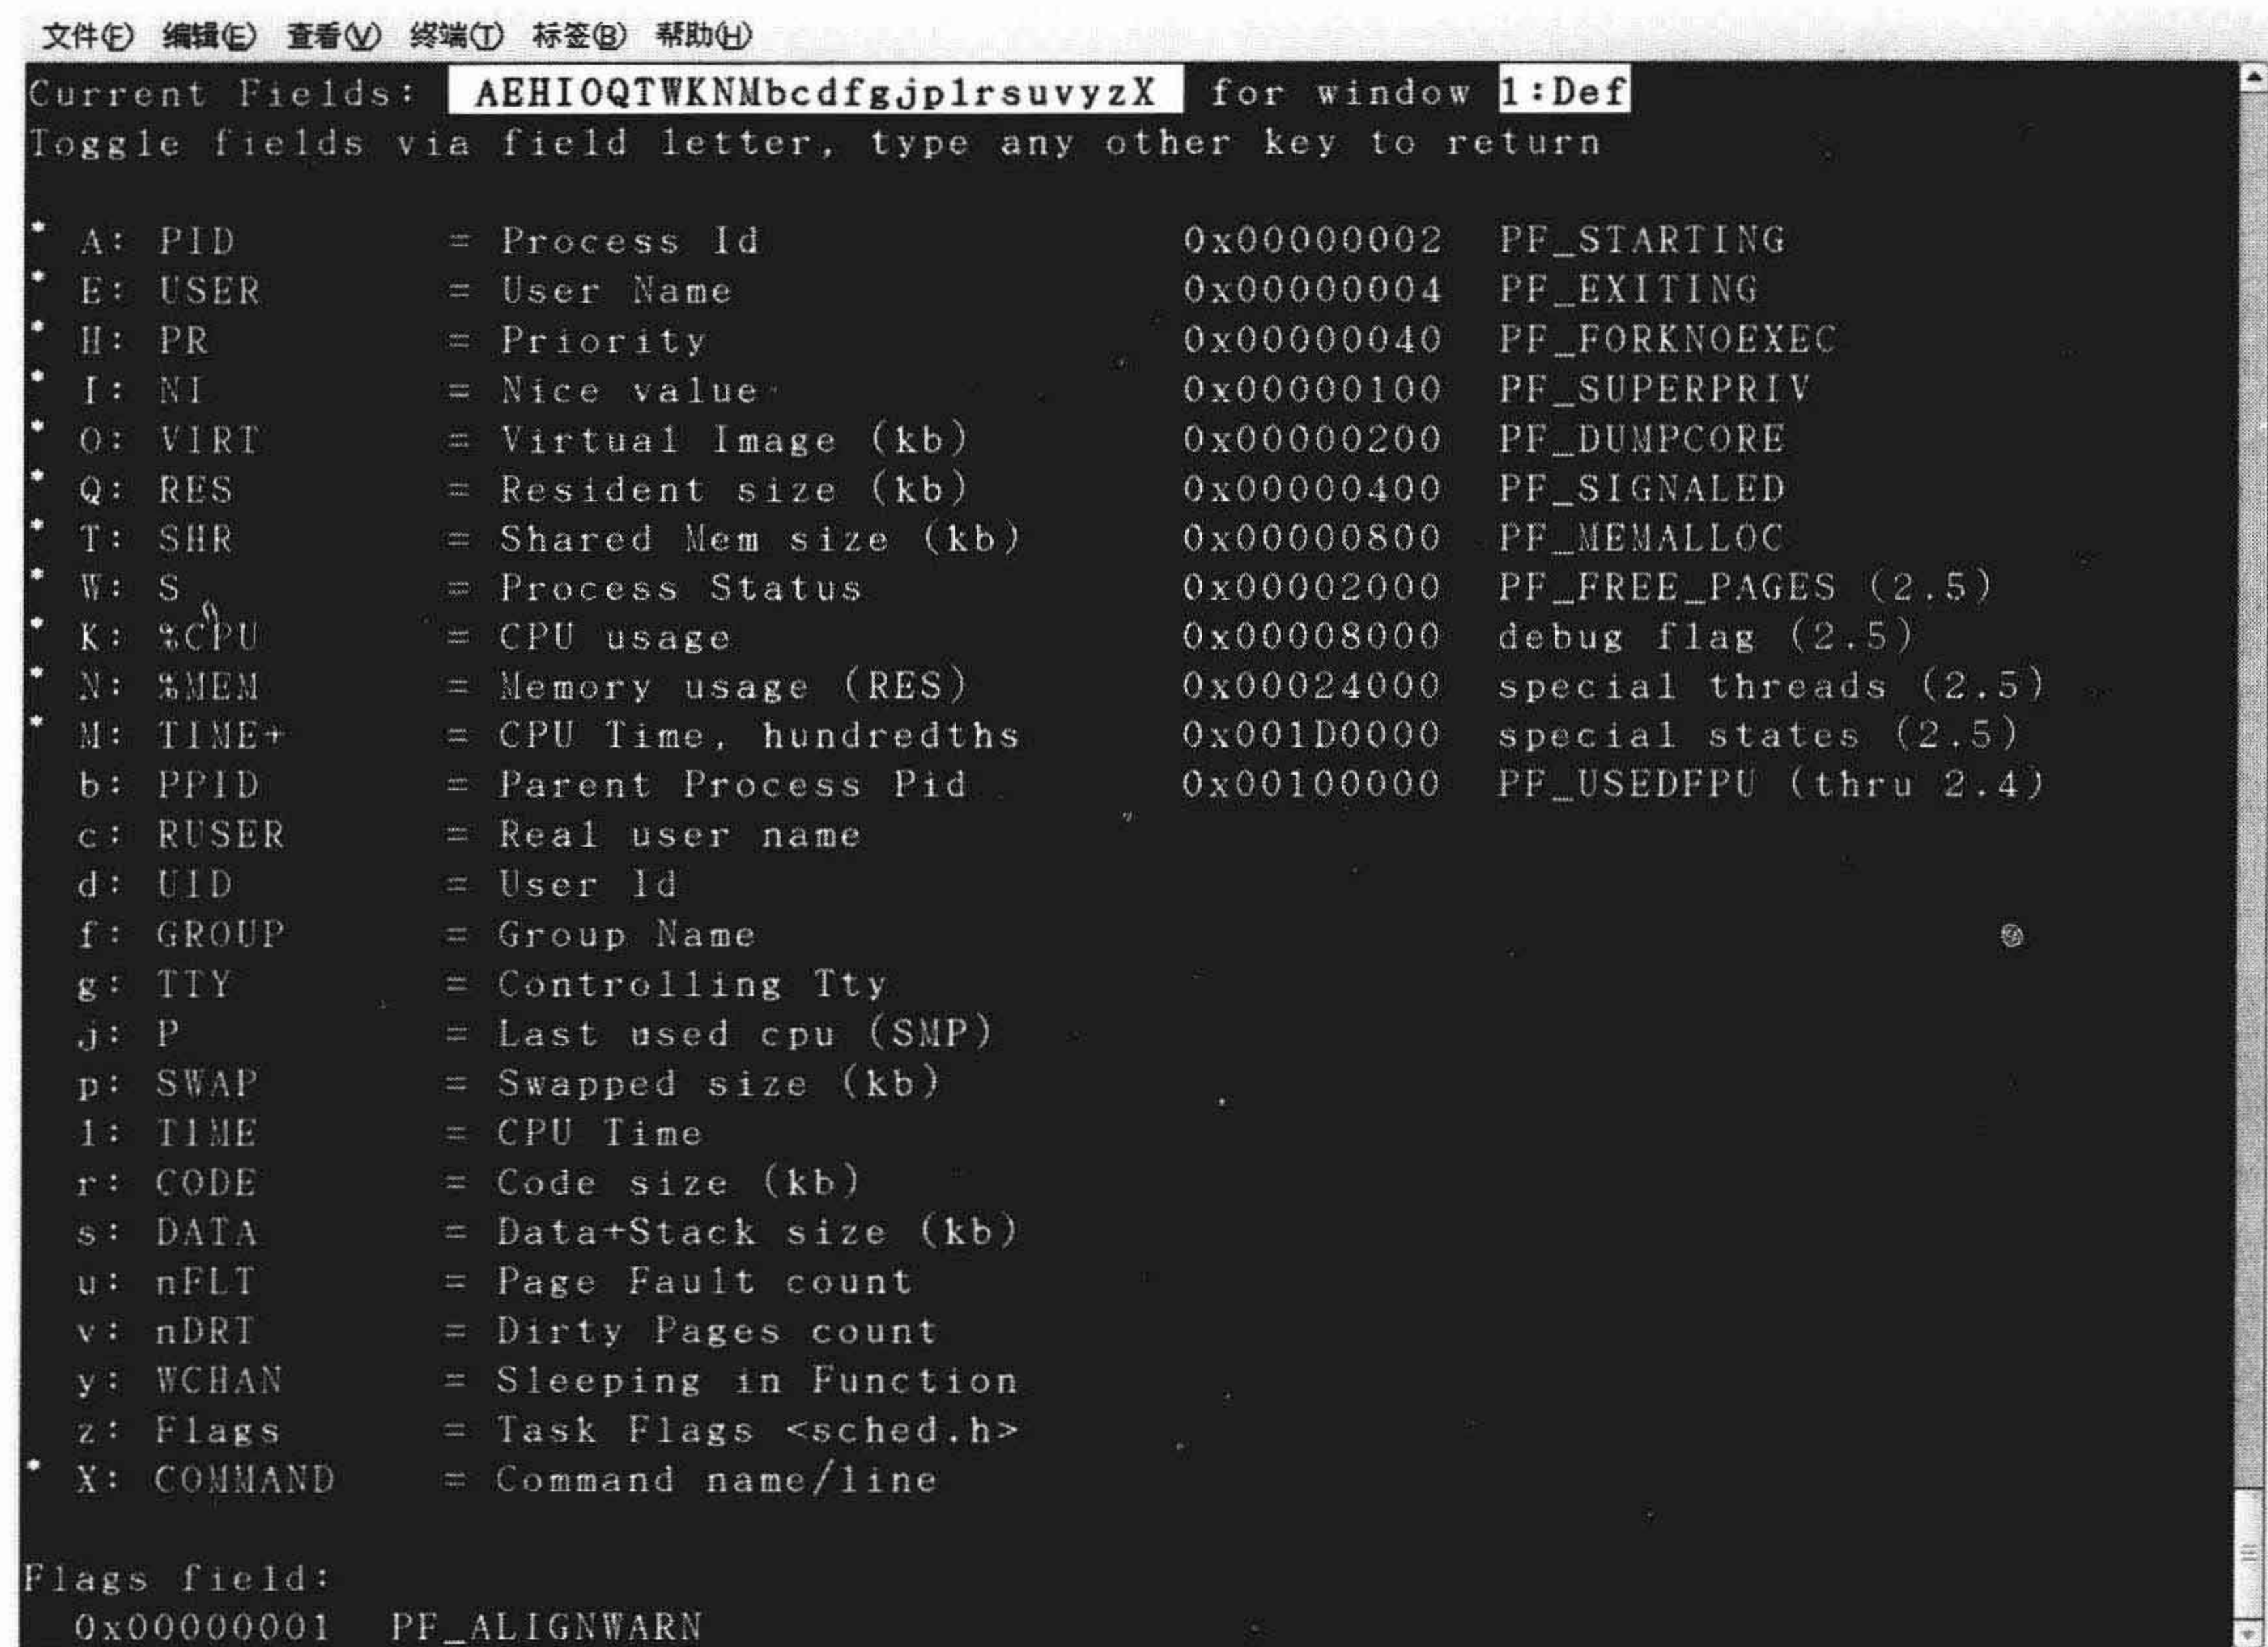 文件(F) 编辑(E) 查看(V) 终端(T) 标签(B) 帮助(H)
Current Fields: AEHIOQTWKNMbcdfgjplrsuvyzX for window 1:Def
Toggle fields via field letter, type any other key to return
* A: PID = Process Id 0x00000002 PF_STARTING
* E: USER = User Name 0x00000004 PF_EXITING
* H: PR = Priority 0x00000040 PF_FORKNOEXEC
* I: NI = Nice value 0x00000100 PF_SUPERPRIV
* O: VIRT = Virtual Image (kb) 0x00000200 PF_DUMPCORE
* Q: RES = Resident size (kb) 0x00000400 PF_SIGNALED
* T: SHR = Shared Mem size (kb) 0x00000800 PF_MEMALLOC
* W: S = Process Status 0x00002000 PF_FREE_PAGES (2.5)
* K: %CPU = CPU usage 0x00008000 debug flag (2.5)
* N: %MEM = Memory usage (RES) 0x00024000 special threads (2.5)
* M: TIME+ = CPU Time, hundredths 0x001D0000 special states (2.5)
b: PPID = Parent Process Pid 0x00100000 PF_USEDFPU (thru 2.4)
c: RUSER = Real user name
d: UID = User Id
f: GROUP = Group Name
g: TTY = Controlling Tty
j: P = Last used cpu (SMP)
p: SWAP = Swapped size (kb)
l: TIME = CPU Time
r: CODE = Code size (kb)
s: DATA = Data+Stack size (kb)
u: nFLT = Page Fault count
v: nDRT = Dirty Pages count
y: WCHAN = Sleeping in Function
z: Flags = Task Flags <sched.h>
* X: COMMAND = Command name/line
Flags field:
0x00000001 PF_ALIGNWARN